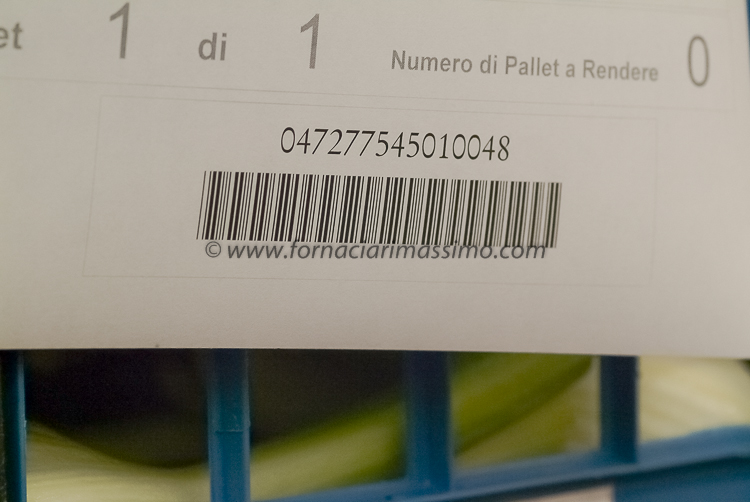 et 1 di 1 Numero di Pallet a Rendere 0
047277545010048
© www.fornaciarimassimo.com